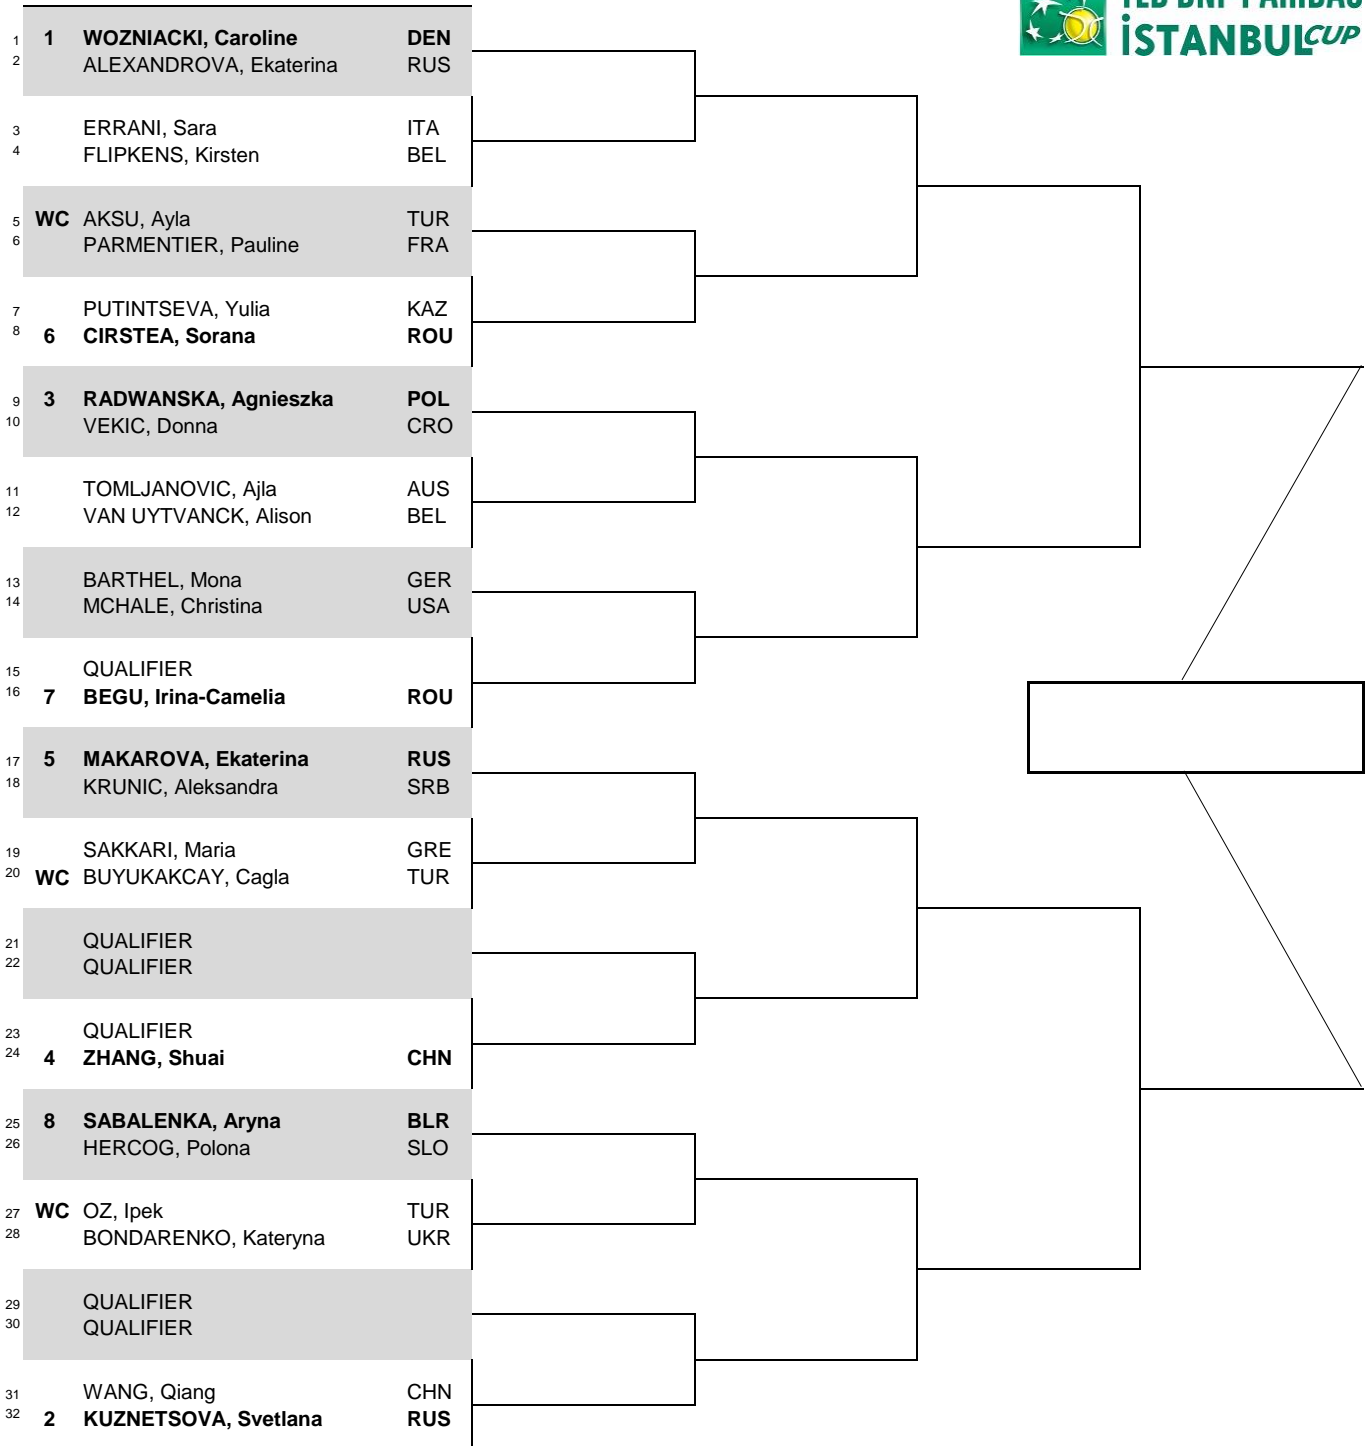 TEB BNP PARIBAS
İSTANBUL CUP
1 1 WOZNIACKI, Caroline DEN
2 ALEXANDROVA, Ekaterina RUS
3 ERRANI, Sara ITA
4 FLIPKENS, Kirsten BEL
5 WC AKSU, Ayla TUR
6 PARMENTIER, Pauline FRA
7 PUTINTSEVA, Yulia KAZ
8 6 CIRSTEA, Sorana ROU
9 3 RADWANSKA, Agnieszka POL
10 VEKIC, Donna CRO
11 TOMLJANOVIC, Ajla AUS
12 VAN UYTVANCK, Alison BEL
13 BARTHEL, Mona GER
14 MCHALE, Christina USA
15 QUALIFIER
16 7 BEGU, Irina-Camelia ROU
17 5 MAKAROVA, Ekaterina RUS
18 KRUNIC, Aleksandra SRB
19 SAKKARI, Maria GRE
20 WC BUYUKAKCAY, Cagla TUR
21 QUALIFIER
22 QUALIFIER
23 QUALIFIER
24 4 ZHANG, Shuai CHN
25 8 SABALENKA, Aryna BLR
26 HERCOG, Polona SLO
27 WC OZ, Ipek TUR
28 BONDARENKO, Kateryna UKR
29 QUALIFIER
30 QUALIFIER
31 WANG, Qiang CHN
32 2 KUZNETSOVA, Svetlana RUS